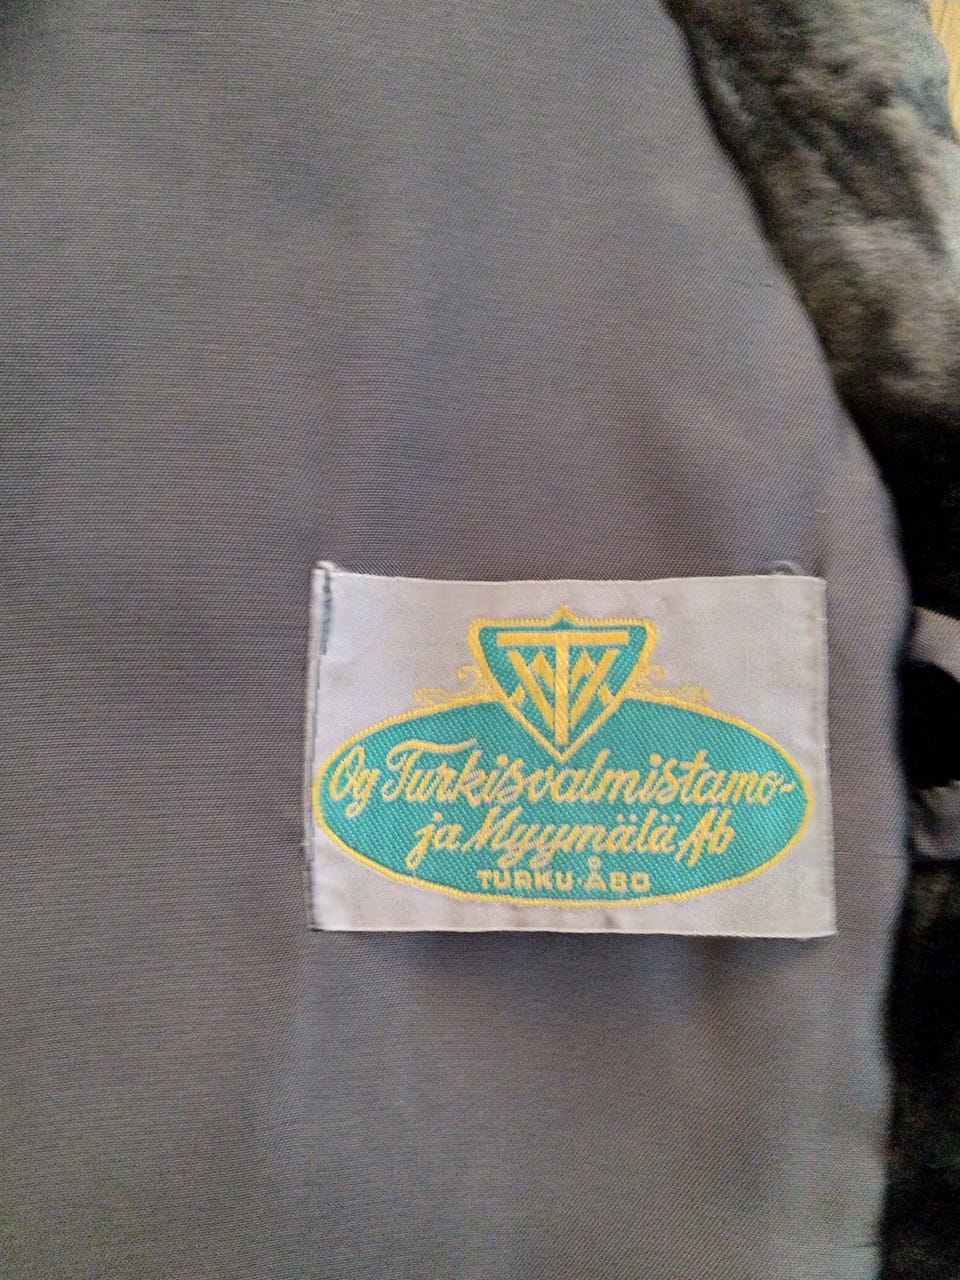 Oy Turkisvalmistamo-
ja Myymälä Ab
TURKU-ÅBO